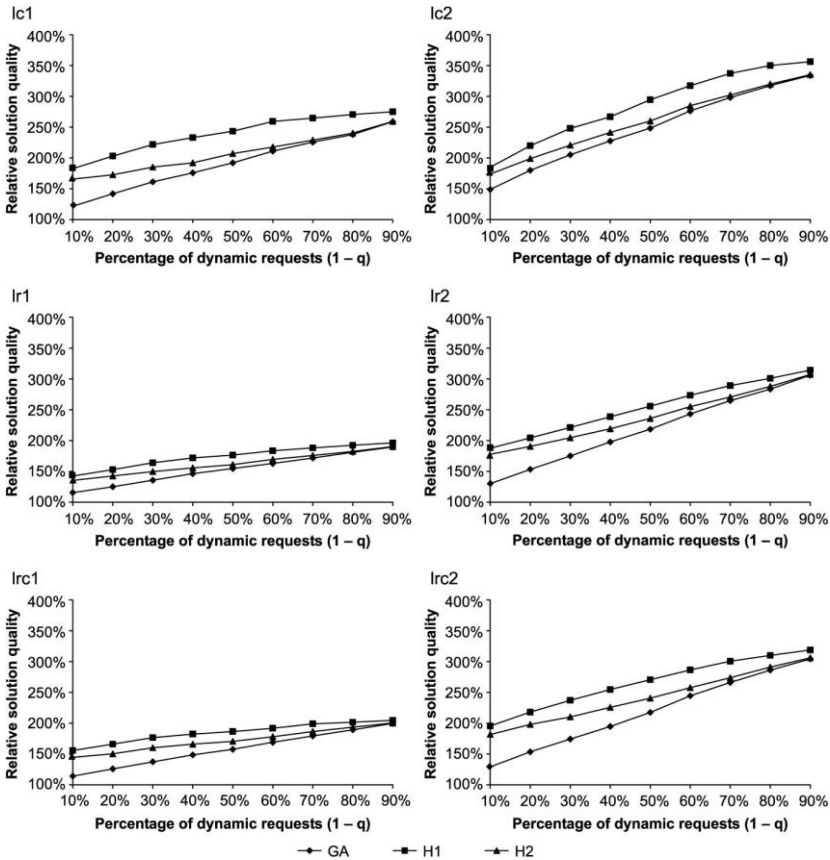 Ic1
400%
350%
300%
250%
200%
150%
100%
Relative solution quality
10% 20% 30% 40% 50% 60% 70% 80% 90%
Percentage of dynamic requests (1 – q)
Ic2
400%
350%
300%
250%
200%
150%
100%
Relative solution quality
10% 20% 30% 40% 50% 60% 70% 80% 90%
Percentage of dynamic requests (1 – q)
Ir1
400%
350%
300%
250%
200%
150%
100%
Relative solution quality
10% 20% 30% 40% 50% 60% 70% 80% 90%
Percentage of dynamic requests (1 – q)
Ir2
400%
350%
300%
250%
200%
150%
100%
Relative solution quality
10% 20% 30% 40% 50% 60% 70% 80% 90%
Percentage of dynamic requests (1 – q)
Irc1
400%
350%
300%
250%
200%
150%
100%
Relative solution quality
10% 20% 30% 40% 50% 60% 70% 80% 90%
Percentage of dynamic requests (1 – q)
Irc2
400%
350%
300%
250%
200%
150%
100%
Relative solution quality
10% 20% 30% 40% 50% 60% 70% 80% 90%
Percentage of dynamic requests (1 – q)
GA H1 H2